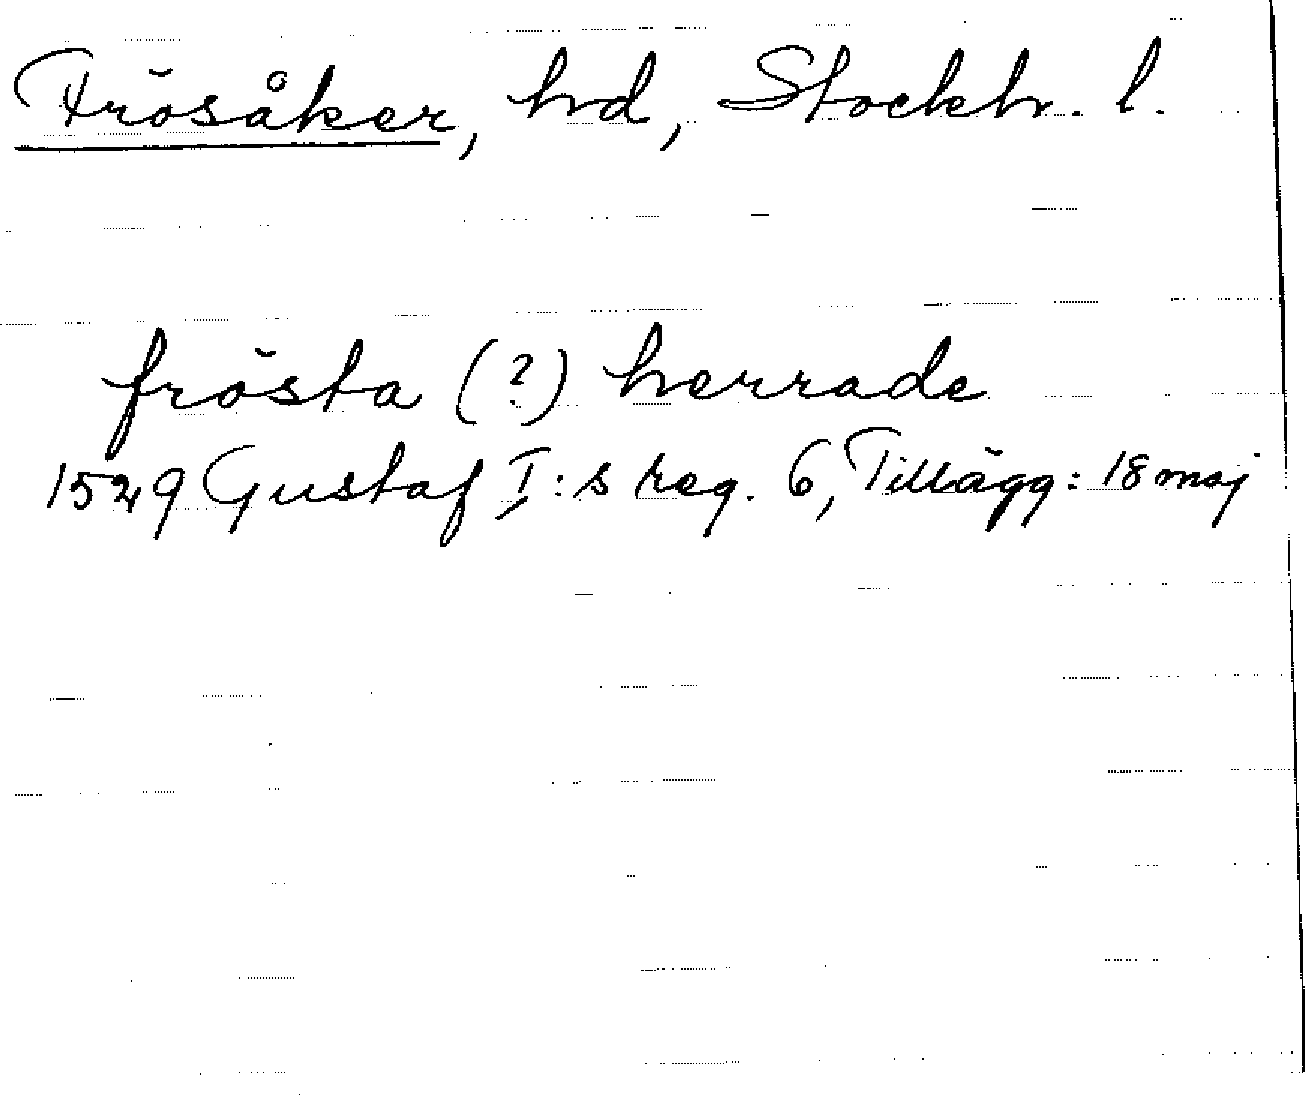 Frösåker, hd, Stockh. l.
frösta (?) herrade
1529 Gustaf I:s reg. 6, Tillägg: 18 maj